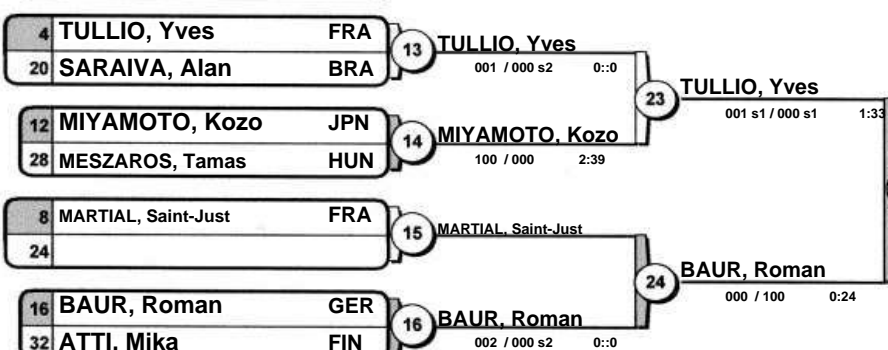 4 TULLIO, Yves FRA
20 SARAIVA, Alan BRA
13 TULLIO, Yves
001 / 000 s2 0::0
12 MIYAMOTO, Kozo JPN
28 MESZAROS, Tamas HUN
14 MIYAMOTO, Kozo
100 / 000 2:39
23 TULLIO, Yves
001 s1 / 000 s1 1:33
8 MARTIAL, Saint-Just FRA
24
15 MARTIAL, Saint-Just
16 BAUR, Roman GER
32 ATTI, Mika FIN
16 BAUR, Roman
002 / 000 s2 0::0
24 BAUR, Roman
000 / 100 0:24